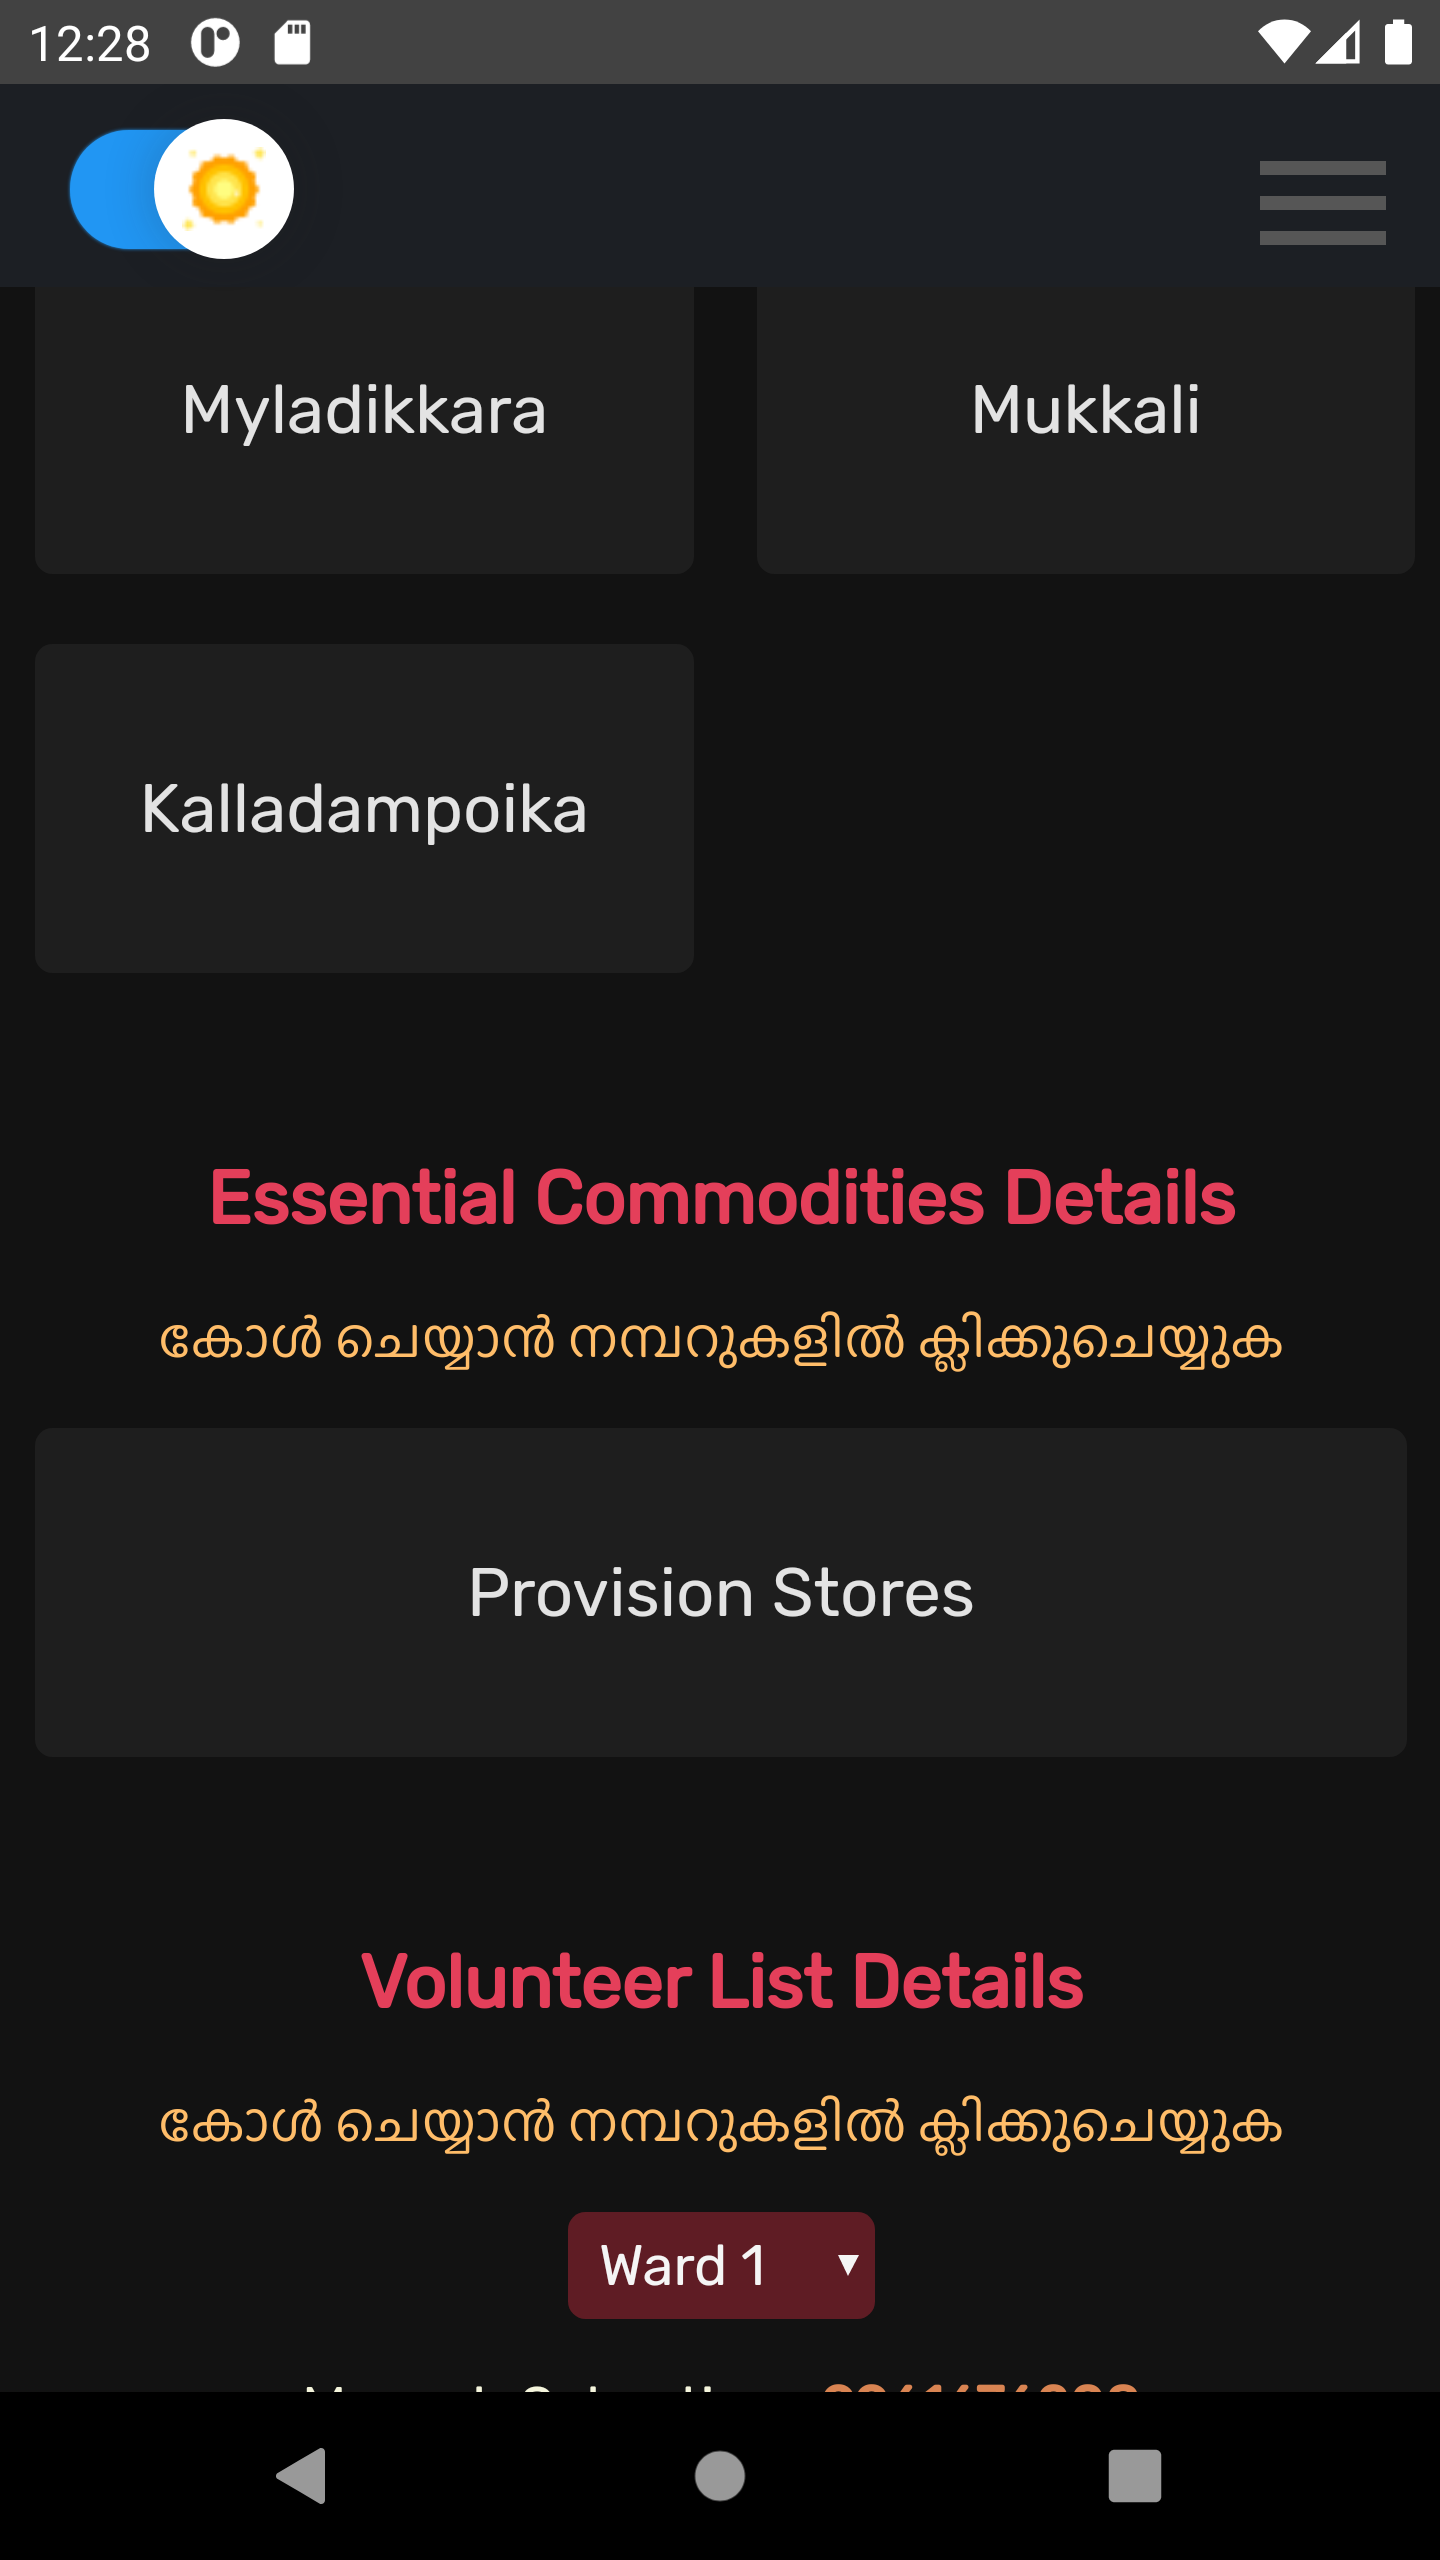 12:28
Myladikkara
Mukkali
Kalladampoika
Essential Commodities Details
കോൾ ചെയ്യാൻ നമ്പറുകളിൽ ക്ലിക്കുചെയ്യുക
Provision Stores
Volunteer List Details
കോൾ ചെയ്യാൻ നമ്പറുകളിൽ ക്ലിക്കുചെയ്യുക
Ward 1